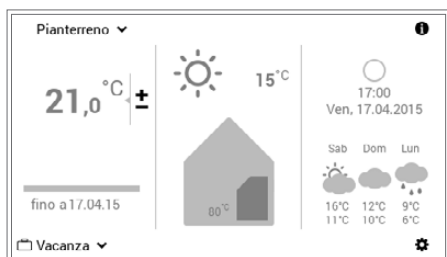 Pianterreno
21,0°C ±
fino a 17.04.15
Vacanza
15°C
80°C
17:00
Ven, 17.04.2015
Sab Dom Lun
16°C 12°C 9°C
11°C 10°C 6°C